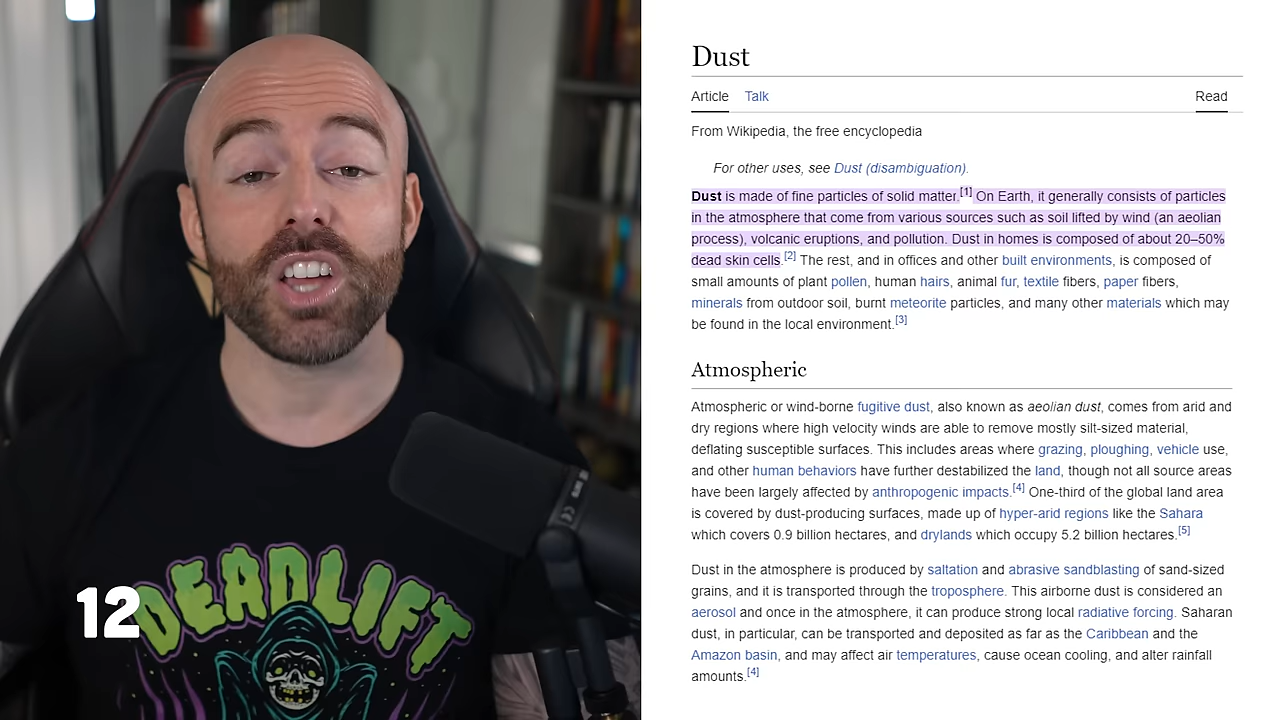 Dust
Article Talk Read
From Wikipedia, the free encyclopedia
For other uses, see Dust (disambiguation).
Dust is made of fine particles of solid matter.[1] On Earth, it generally consists of particles
in the atmosphere that come from various sources such as soil lifted by wind (an aeolian
process), volcanic eruptions, and pollution. Dust in homes is composed of about 20–50%
dead skin cells.[2] The rest, and in offices and other built environments, is composed of
small amounts of plant pollen, human hairs, animal fur, textile fibers, paper fibers,
minerals from outdoor soil, burnt meteorite particles, and many other materials which may
be found in the local environment.[3]
Atmospheric
Atmospheric or wind-borne fugitive dust, also known as aeolian dust, comes from arid and
dry regions where high velocity winds are able to remove mostly silt-sized material,
deflating susceptible surfaces. This includes areas where grazing, ploughing, vehicle use,
and other human behaviors have further destabilized the land, though not all source areas
have been largely affected by anthropogenic impacts.[4] One-third of the global land area
is covered by dust-producing surfaces, made up of hyper-arid regions like the Sahara
which covers 0.9 billion hectares, and drylands which occupy 5.2 billion hectares.[5]
Dust in the atmosphere is produced by saltation and abrasive sandblasting of sand-sized
grains, and it is transported through the troposphere. This airborne dust is considered an
aerosol and once in the atmosphere, it can produce strong local radiative forcing. Saharan
dust, in particular, can be transported and deposited as far as the Caribbean and the
Amazon basin, and may affect air temperatures, cause ocean cooling, and alter rainfall
amounts.[4]
12
DEADLIFT